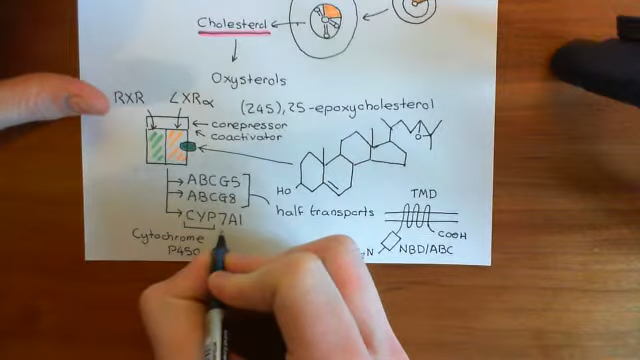 Cholesterol
Oxysterols
RXR LXRα
(24S),25-epoxycholesterol
corepressor
coactivator
HO
ABCG5
ABCG8
half transports
CYP7A1
Cytochrome
P450
TMD
COOH
N
NBD/ABC